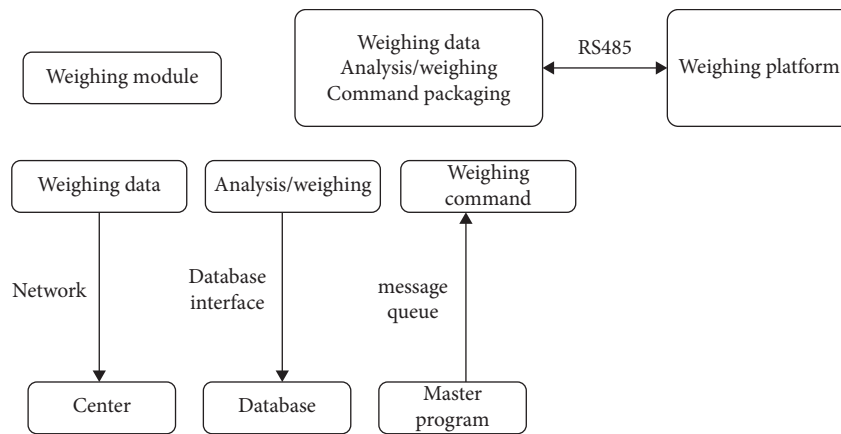 Weighing module
Weighing data
Analysis/weighing
Command packaging
RS485
Weighing platform
Weighing data
Analysis/weighing
Weighing
command
Network
Database
interface
message
queue
Center
Database
Master
program